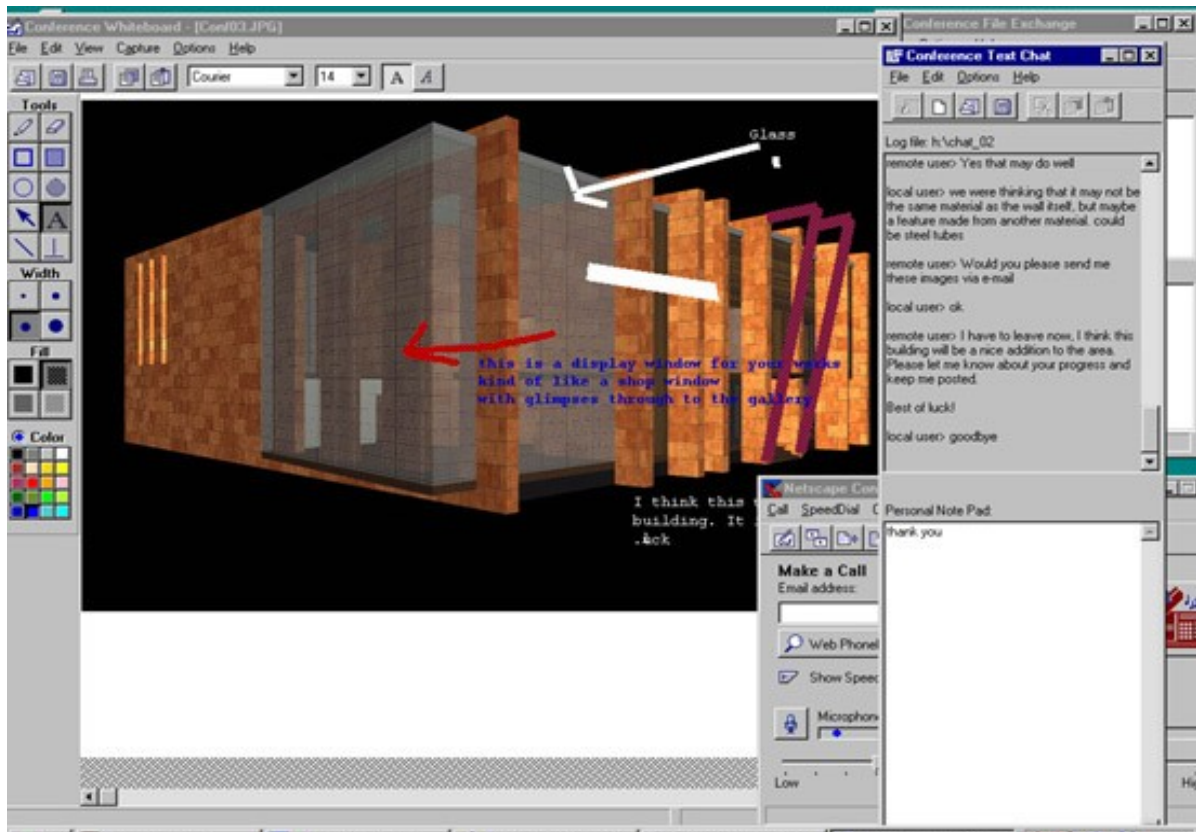 Conference Whiteboard - [Conf03.JPG]
File Edit View Capture Options Help
Courier 14 A A
Tools
A
Width
Fill
Color
Glass
this is a display window for your works
kind of like a shop window
with glimpses through to the gallery
I think this
building. It
Conference File Exchange
Conference Text Chat
File Edit Options Help
Log file: h:\chat_02
remote user> Yes that may do well
local user> we were thinking that it may not be
the same material as the wall itself, but maybe
a feature made from another material. could
be steel tubes
remote user> Would you please send me
these images via e-mail
local user> ok
remote user> I have to leave now, I think this
building will be a nice addition to the area.
Please let me know about your progress and
keep me posted.
Best of luck!
local user> goodbye
Personal Note Pad:
thank you
Netscape Con
Call SpeedDial C
Make a Call
Email address:
Web Phone
Show Speed
Microphon
Low